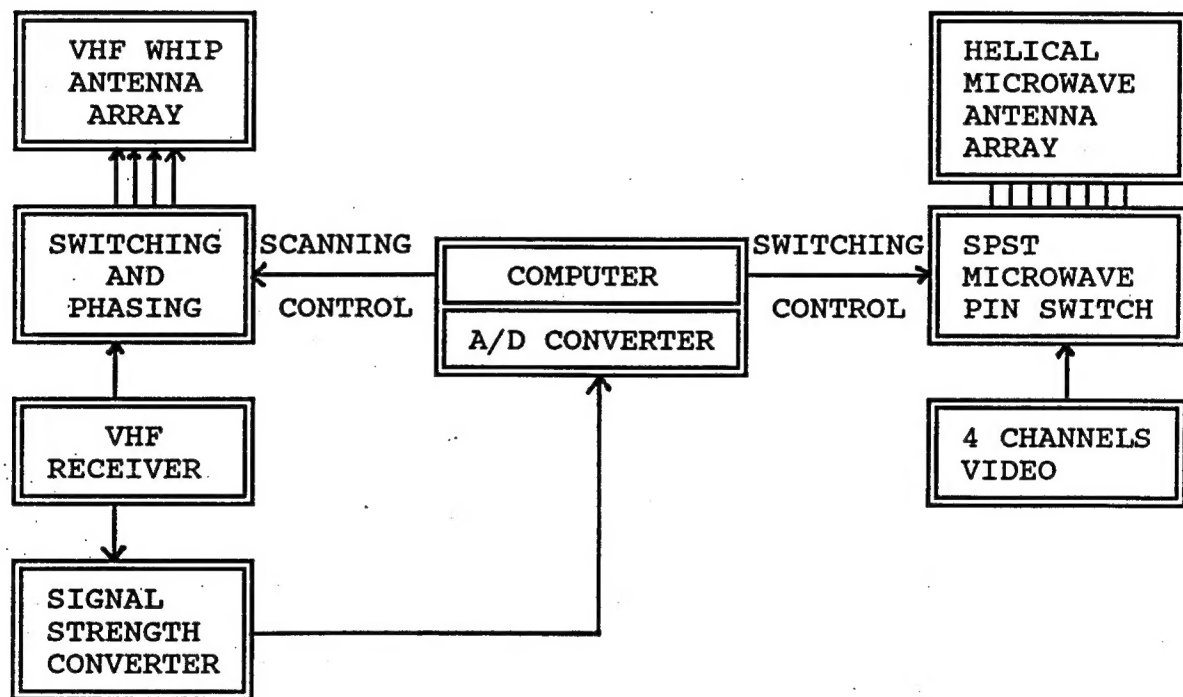 VHF WHIP
ANTENNA
ARRAY
HELICAL
MICROWAVE
ANTENNA
ARRAY
SWITCHING
AND
PHASING
SCANNING
CONTROL
COMPUTER
A/D CONVERTER
SWITCHING
CONTROL
SPST
MICROWAVE
PIN SWITCH
VHF
RECEIVER
4 CHANNELS
VIDEO
SIGNAL
STRENGTH
CONVERTER